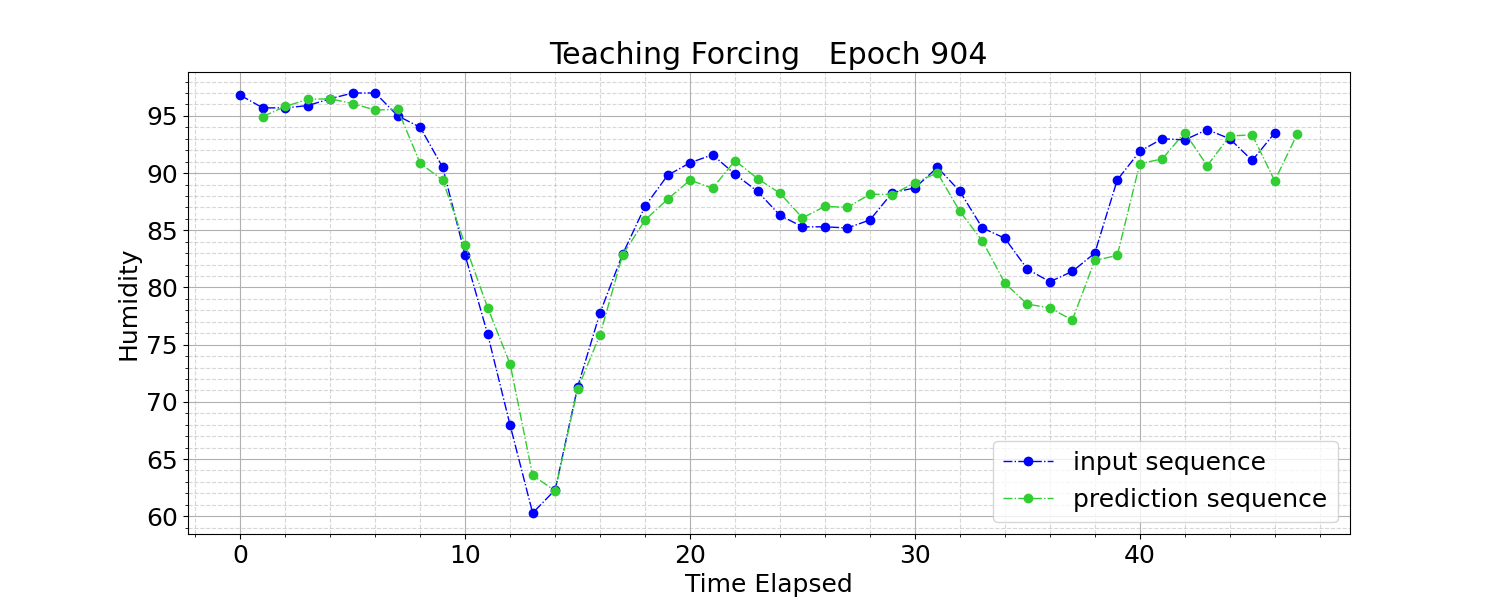 Teaching Forcing   Epoch 904
95
90
85
80
75
70
65
60
Humidity
input sequence
prediction sequence
0 10 20 30 40
Time Elapsed